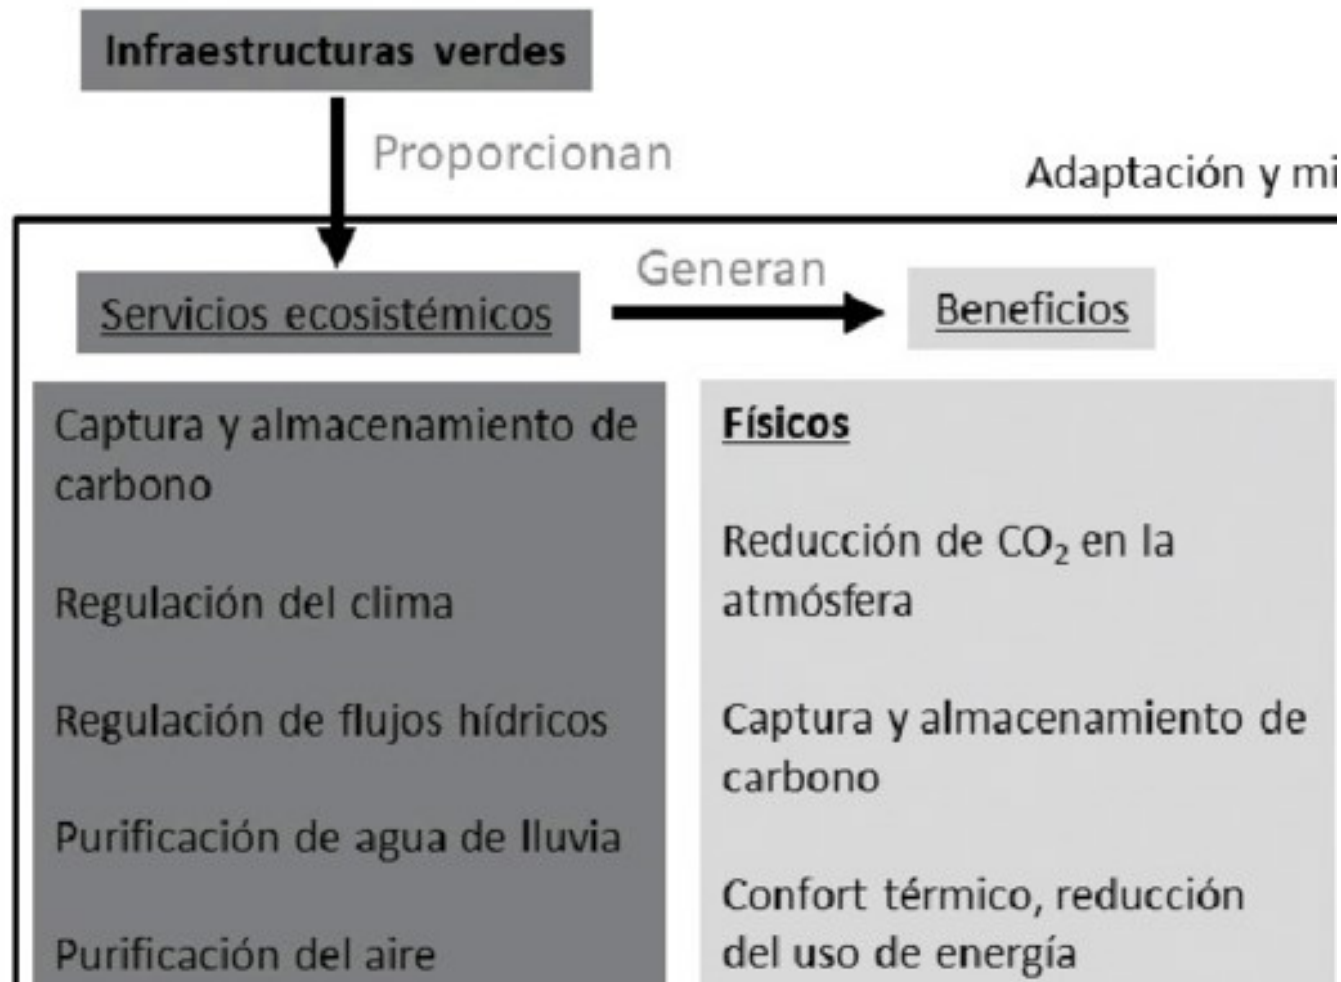 Infraestructuras verdes
Proporcionan
Adaptación y mi
Servicios ecosistémicos
Generan
Beneficios
Captura y almacenamiento de
carbono
Regulación del clima
Regulación de flujos hídricos
Purificación de agua de lluvia
Purificación del aire
Físicos
Reducción de CO₂ en la
atmósfera
Captura y almacenamiento de
carbono
Confort térmico, reducción
del uso de energía